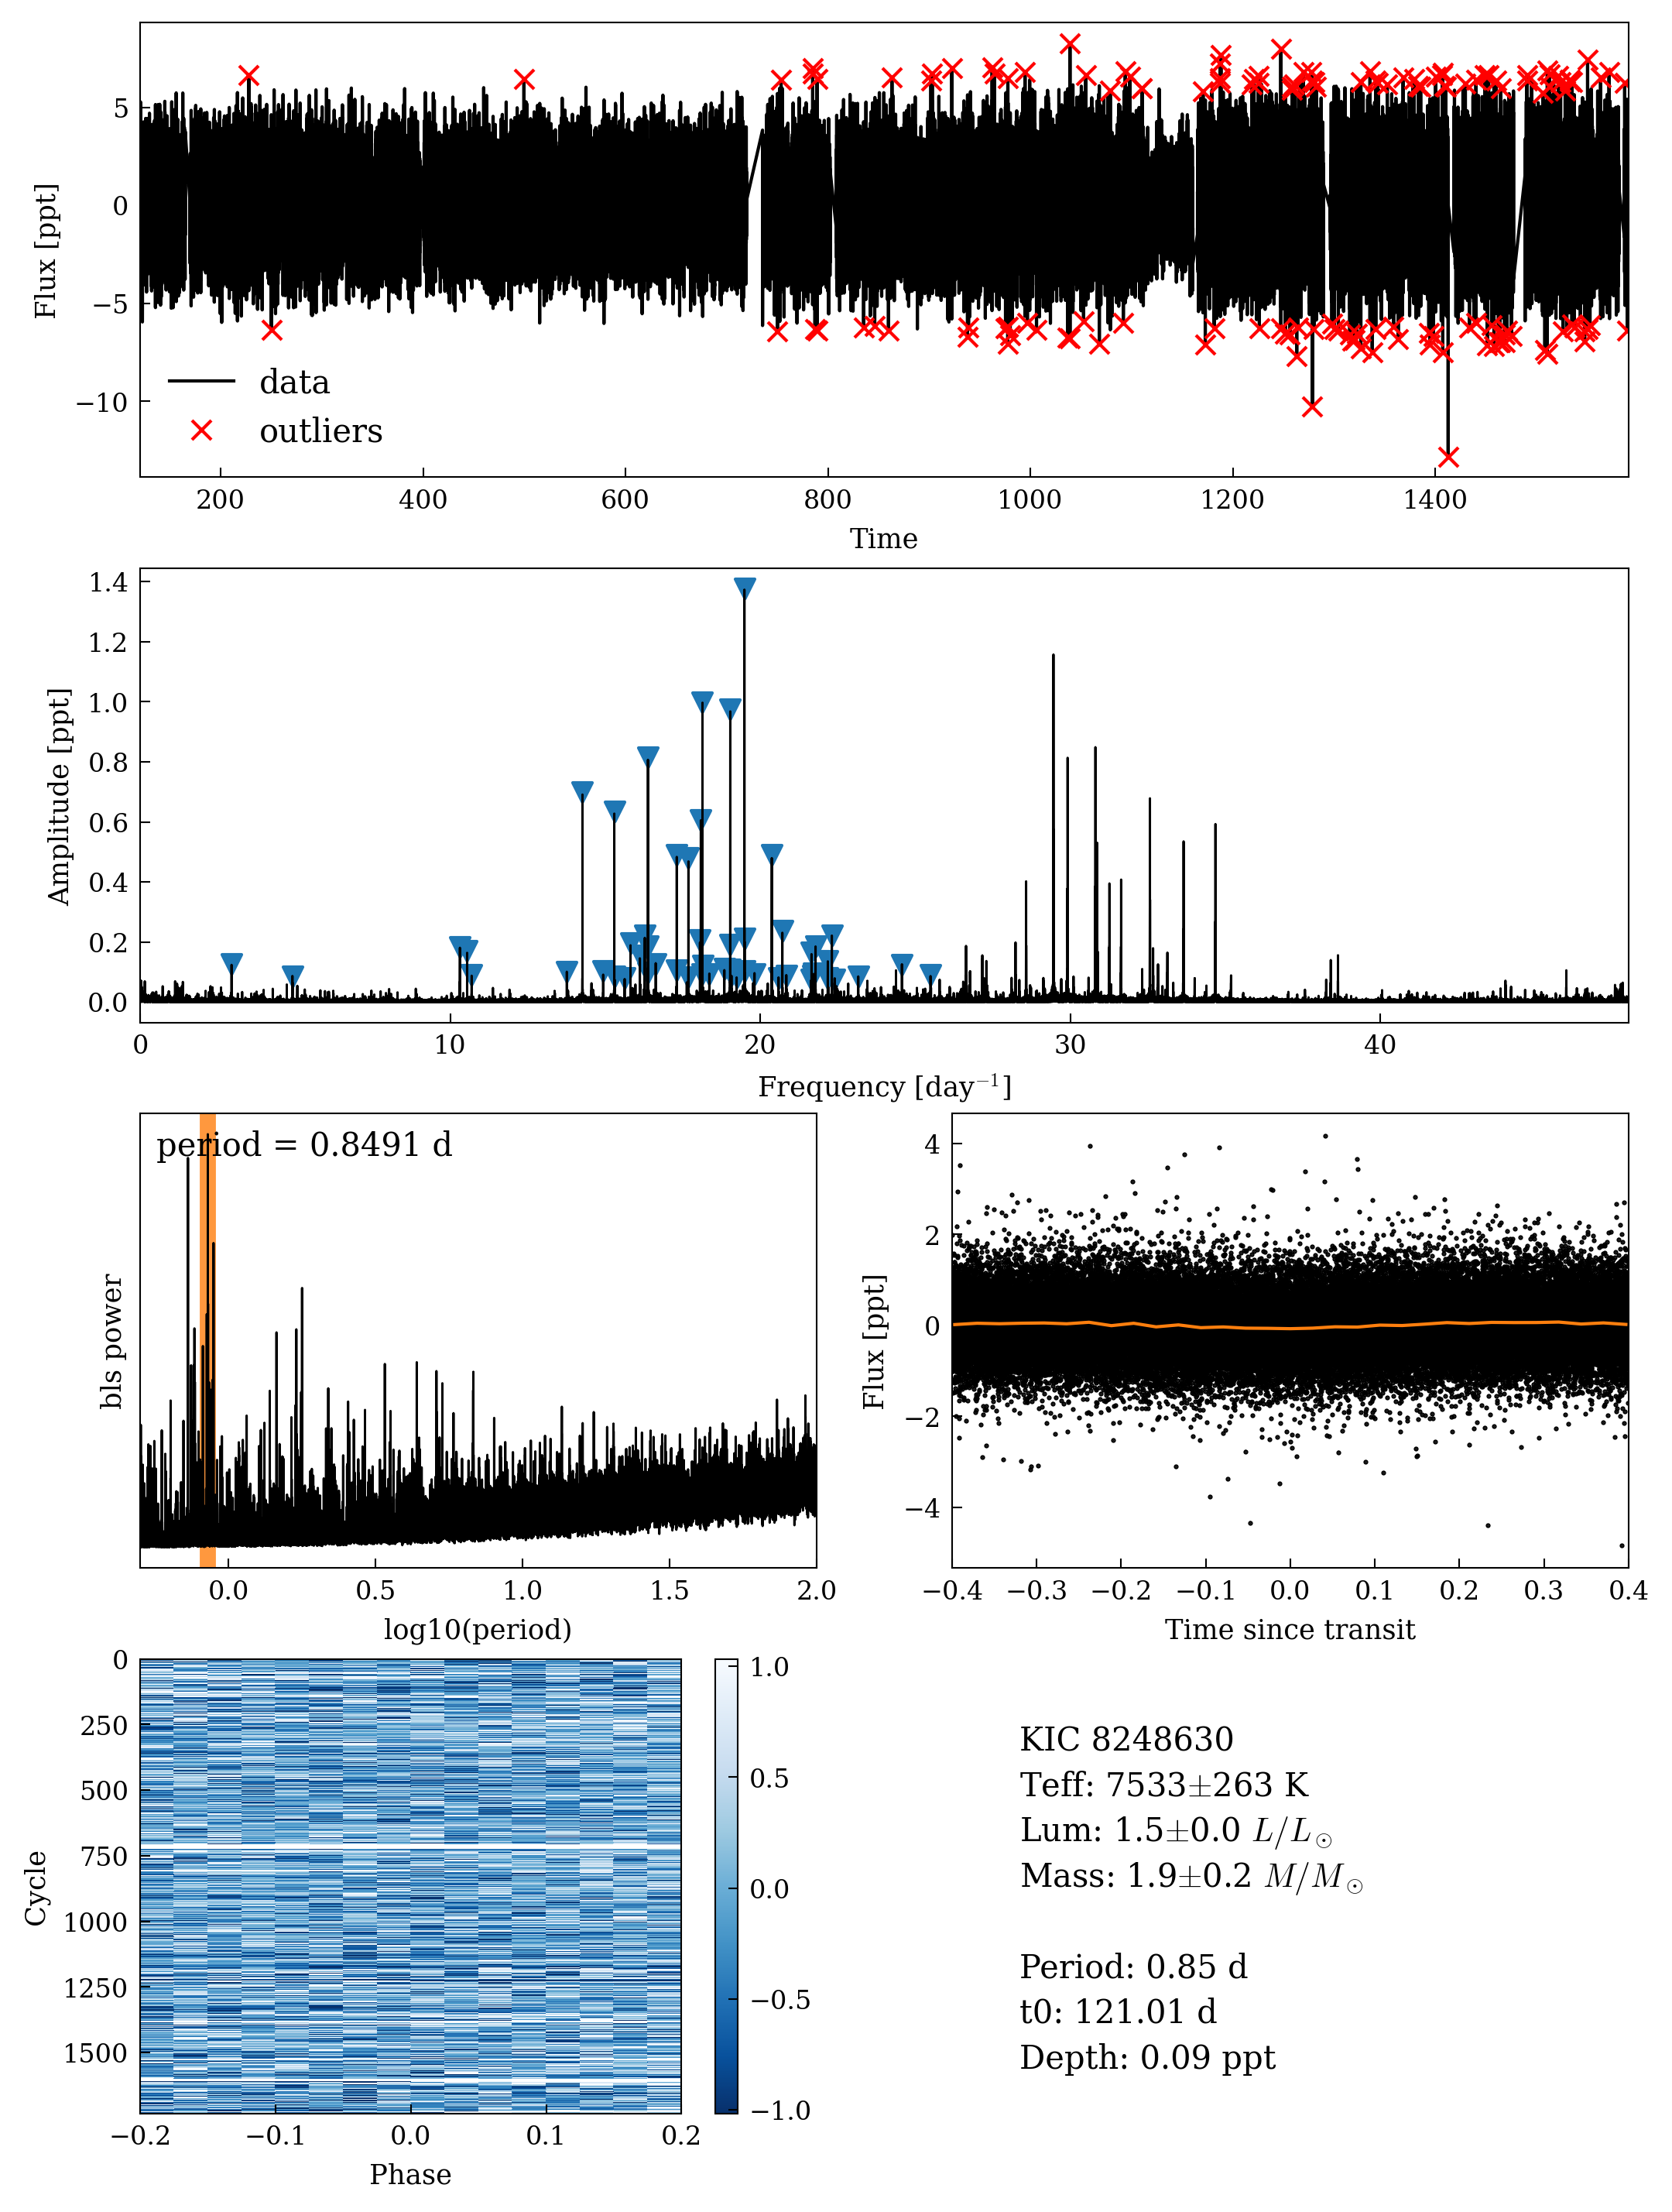 5
0
−5
−10
Flux [ppt]
data
outliers
200 400 600 800 1000 1200 1400
Time
1.4
1.2
1.0
0.8
0.6
0.4
0.2
0.0
Amplitude [ppt]
0 10 20 30 40
Frequency [day⁻¹]
period = 0.8491 d
bls power
0.0 0.5 1.0 1.5 2.0
log10(period)
4
2
0
−2
−4
Flux [ppt]
−0.4 −0.3 −0.2 −0.1 0.0 0.1 0.2 0.3 0.4
Time since transit
0
250
500
750
1000
1250
1500
Cycle
−0.2 −0.1 0.0 0.1 0.2
Phase
1.0
0.5
0.0
−0.5
−1.0
KIC 8248630
Teff: 7533±263 K
Lum: 1.5±0.0 L/L⊙
Mass: 1.9±0.2 M/M⊙
Period: 0.85 d
t0: 121.01 d
Depth: 0.09 ppt